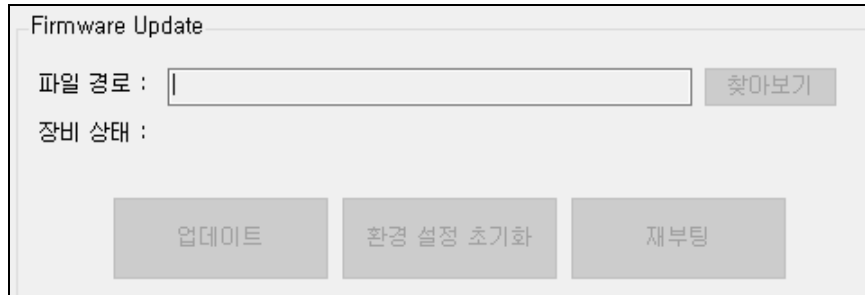 Firmware Update
파일 경로 : 찾아보기
장비 상태 :
업데이트 환경 설정 초기화 재부팅